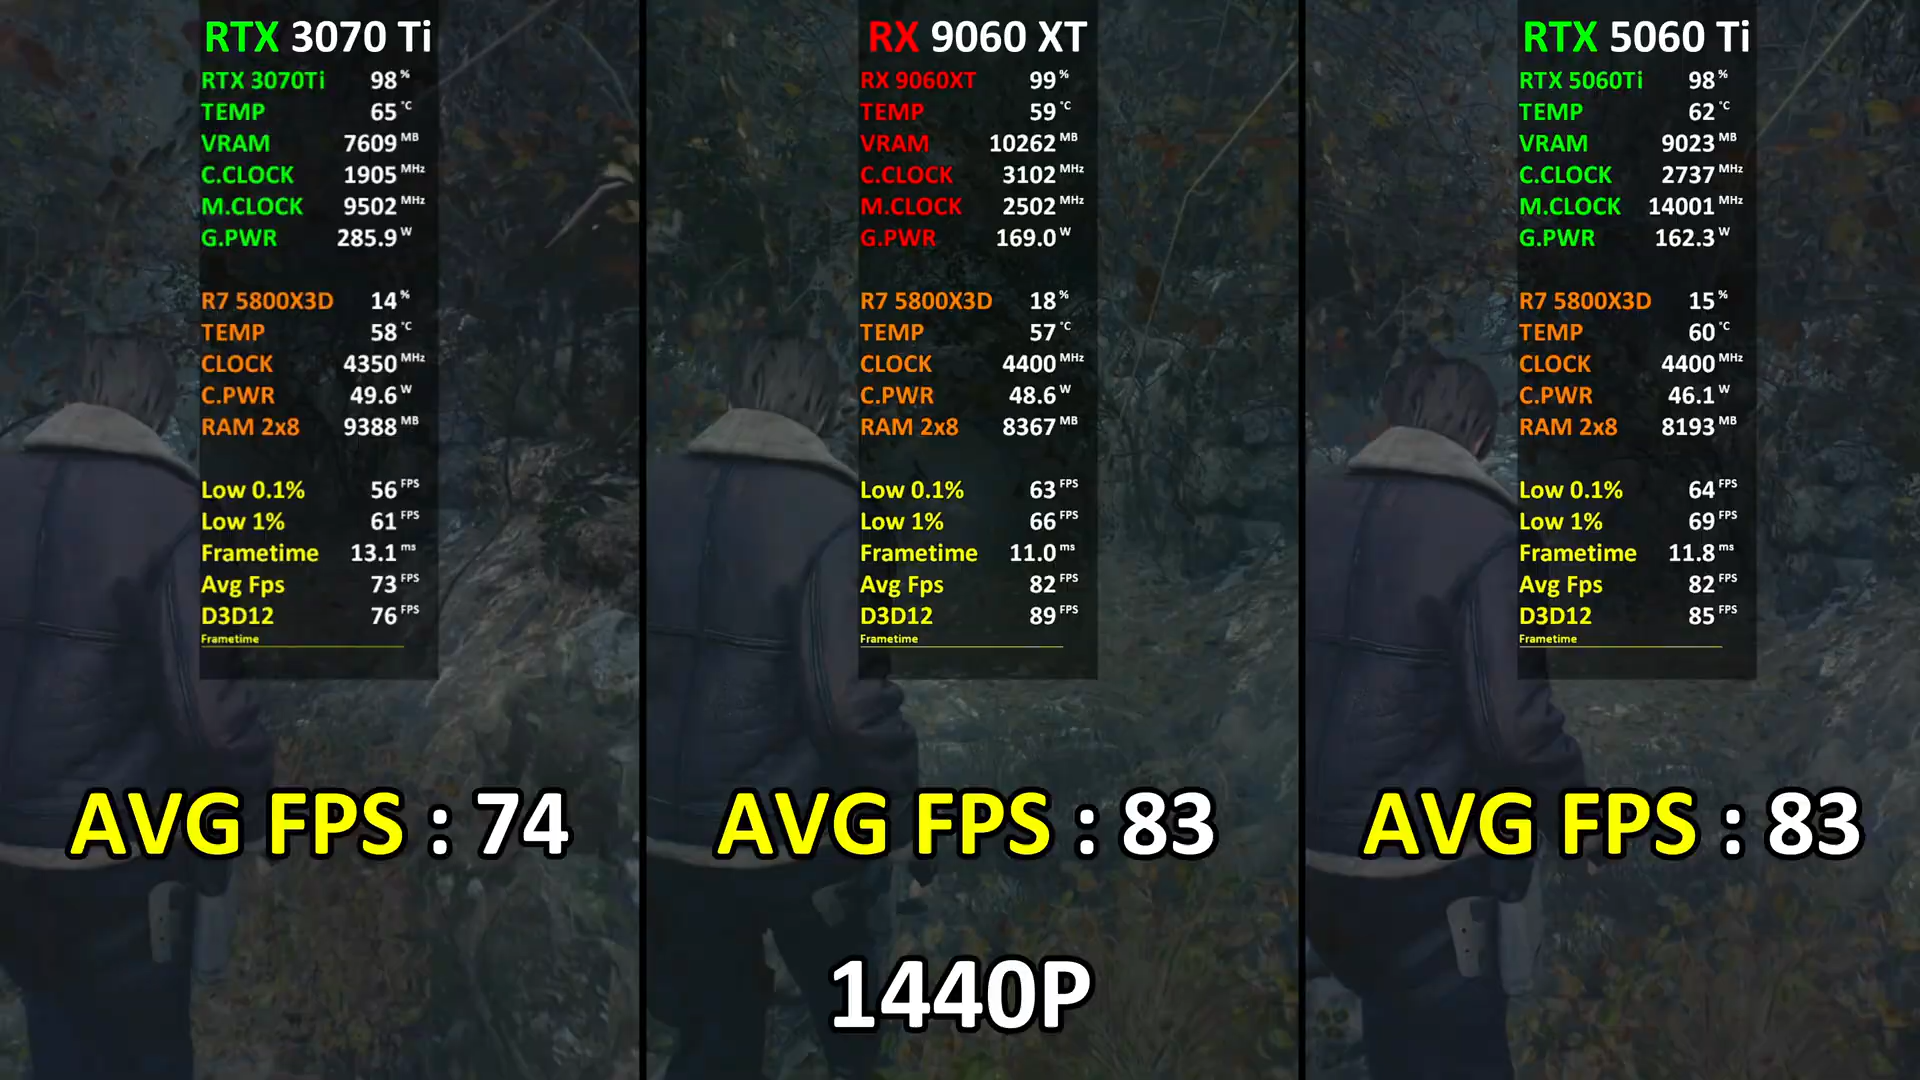 RTX 3070 Ti
RTX 3070Ti 98 %
TEMP 65 °C
VRAM 7609 MB
C.CLOCK 1905 MHz
M.CLOCK 9502 MHz
G.PWR 285.9 W
R7 5800X3D 14 %
TEMP 58 °C
CLOCK 4350 MHz
C.PWR 49.6 W
RAM 2x8 9388 MB
Low 0.1% 56 FPS
Low 1% 61 FPS
Frametime 13.1 ms
Avg Fps 73 FPS
D3D12 76 FPS
Frametime
AVG FPS : 74
RX 9060 XT
RX 9060XT 99 %
TEMP 59 °C
VRAM 10262 MB
C.CLOCK 3102 MHz
M.CLOCK 2502 MHz
G.PWR 169.0 W
R7 5800X3D 18 %
TEMP 57 °C
CLOCK 4400 MHz
C.PWR 48.6 W
RAM 2x8 8367 MB
Low 0.1% 63 FPS
Low 1% 66 FPS
Frametime 11.0 ms
Avg Fps 82 FPS
D3D12 89 FPS
Frametime
AVG FPS : 83
RTX 5060 Ti
RTX 5060Ti 98 %
TEMP 62 °C
VRAM 9023 MB
C.CLOCK 2737 MHz
M.CLOCK 14001 MHz
G.PWR 162.3 W
R7 5800X3D 15 %
TEMP 60 °C
CLOCK 4400 MHz
C.PWR 46.1 W
RAM 2x8 8193 MB
Low 0.1% 64 FPS
Low 1% 69 FPS
Frametime 11.8 ms
Avg Fps 82 FPS
D3D12 85 FPS
Frametime
AVG FPS : 83
1440P